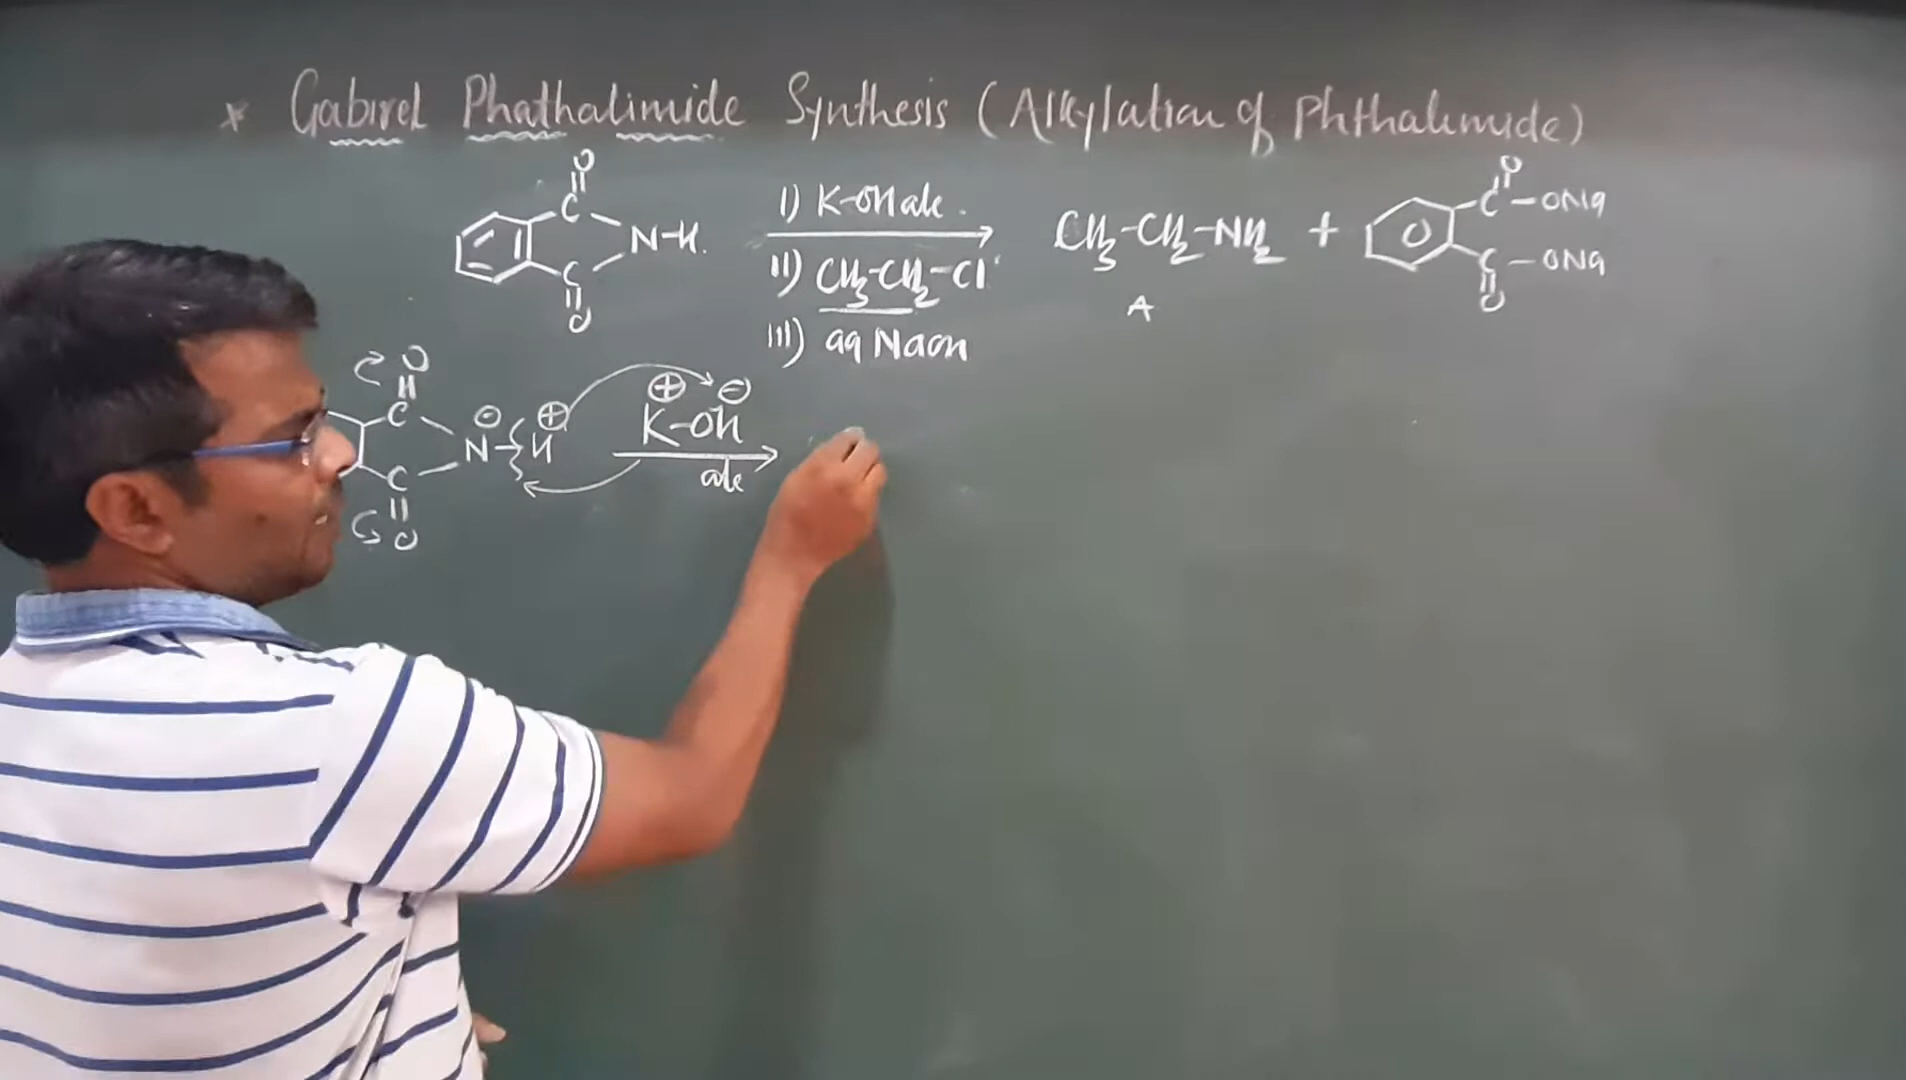 * Gabirel Phathalimide Synthesis (Alkylation of Phthalimide)
O
C
N-H.
C
O
I) K-OH alc.
II) CH3-CH2-Cl
III) aq NaOH
CH3-CH2-NH2 +
A
O
C-ONa
C-ONa
O
O
C
⊖ ⊕
N-H
C
O
⊕ ⊖
K-OH
alc